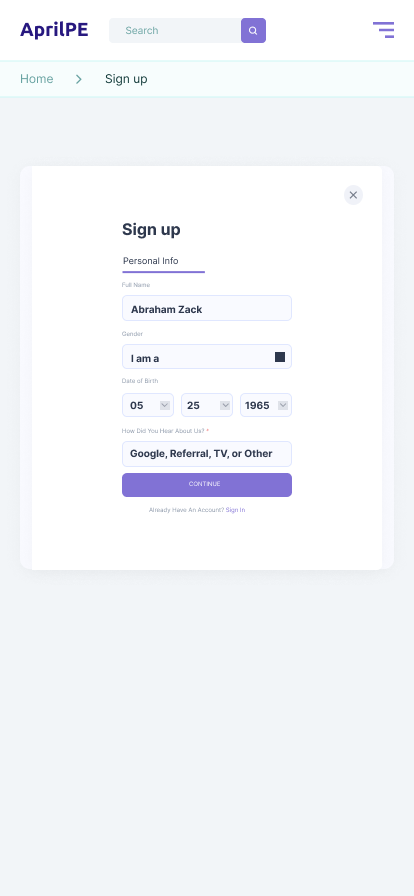 AprilPE
Search
Home
Sign up
Sign up
Personal Info
Full Name
Abraham Zack
Gender
I am a
Date of Birth
05 25 1965
How Did You Hear About Us? *
Google, Referral, TV, or Other
CONTINUE
Already Have An Account? Sign In